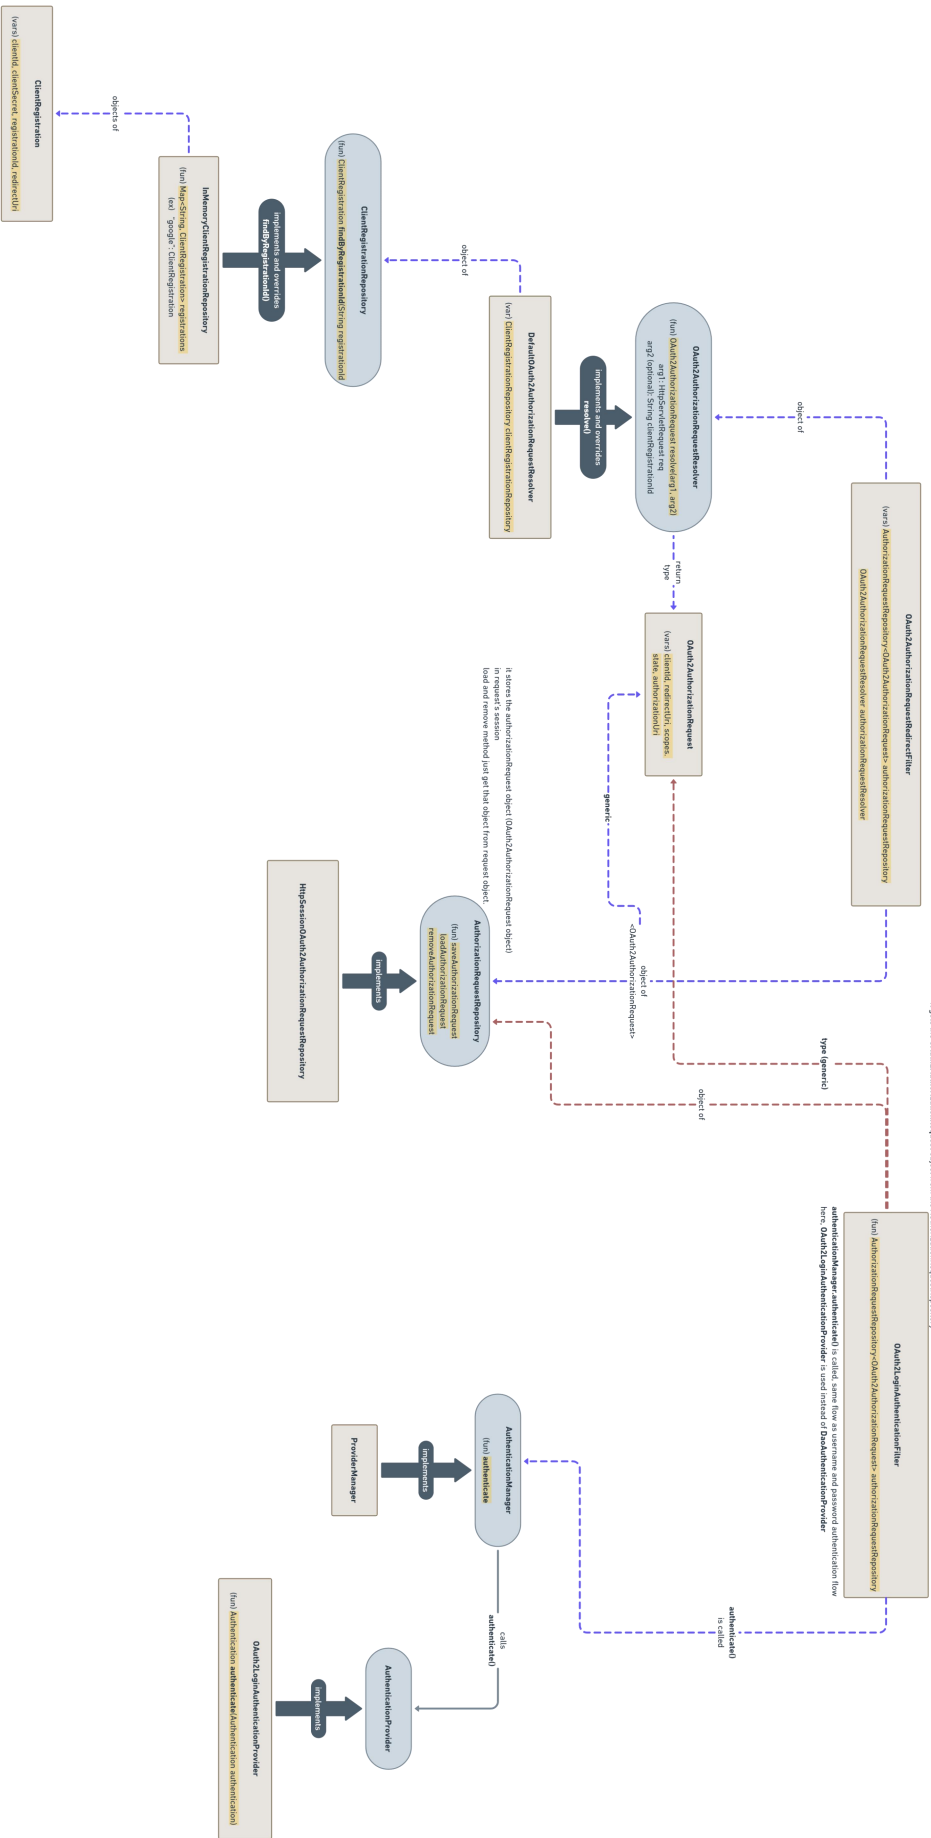 OAuth2AuthorizationRequestRedirectFilter
(vars) AuthorizationRequestRepository<OAuth2AuthorizationRequest> authorizationRequestRepository
OAuth2AuthorizationRequestResolver authorizationRequestResolver
OAuth2LoginAuthenticationFilter
(fun) AuthorizationRequestRepository<OAuth2AuthorizationRequest> authorizationRequestRepository
authenticationManager.authenticate() is called, same flow as username and password authentication flow
here, OAuth2LoginAuthenticationProvider is used instead of DaoAuthenticationProvider
object of
type (generic)
authenticate()
is called
OAuth2AuthorizationRequestResolver
(fun) OAuth2AuthorizationRequest resolve(arg1, arg2)
arg1: HttpServletRequest req
arg2 (optional): String clientRegistrationId
return
type
OAuth2AuthorizationRequest
(vars) clientId, redirectUri, scopes,
state, authorizationUri
object of
object of
<OAuth2AuthorizationRequest>
generic
implements and overrides
resolve()
DefaultOAuth2AuthorizationRequestResolver
(var) ClientRegistrationRepository clientRegistrationRepository
it stores the authorizationRequest object (OAuth2AuthorizationRequest object)
in request's session
load and remove method just get that object from request object.
AuthorizationRequestRepository
(fun) saveAuthorizationRequest
loadAuthorizationRequest
removeAuthorizationRequest
AuthenticationManager
(fun) authenticate
calls
authenticate()
object of
implements
implements
AuthenticationProvider
ClientRegistrationRepository
(fun) ClientRegistration findByRegistrationId(String registrationId
HttpSessionOAuth2AuthorizationRequestRepository
ProviderManager
implements
implements and overrides
findByRegistrationId()
OAuth2LoginAuthenticationProvider
(fun) Authentication authenticate(Authentication authentication)
InMemoryClientRegistrationRepository
(fun) Map<String, ClientRegistration> registrations
(ex) "google": ClientRegistration
objects of
ClientRegistration
(vars) clientId, clientSecret, registrationId, redirectUri